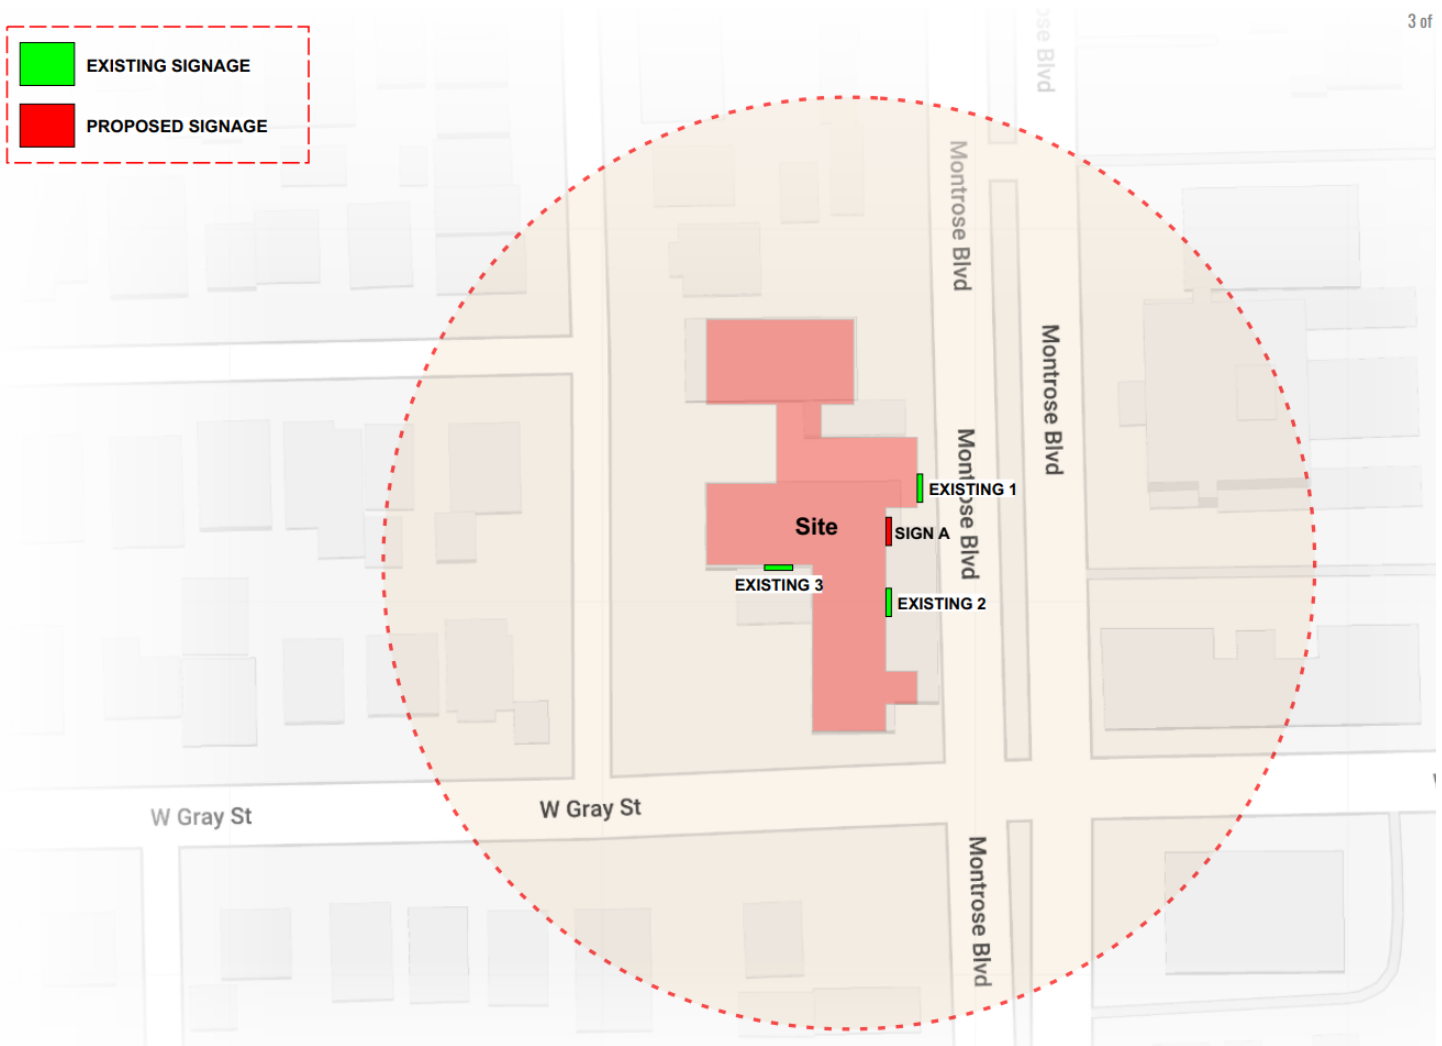 3 of
EXISTING SIGNAGE
PROPOSED SIGNAGE
ose Blvd
Montrose Blvd
Montrose Blvd
Montrose Blvd
EXISTING 1
Site
SIGN A
EXISTING 3
EXISTING 2
W Gray St
W Gray St
Montrose Blvd